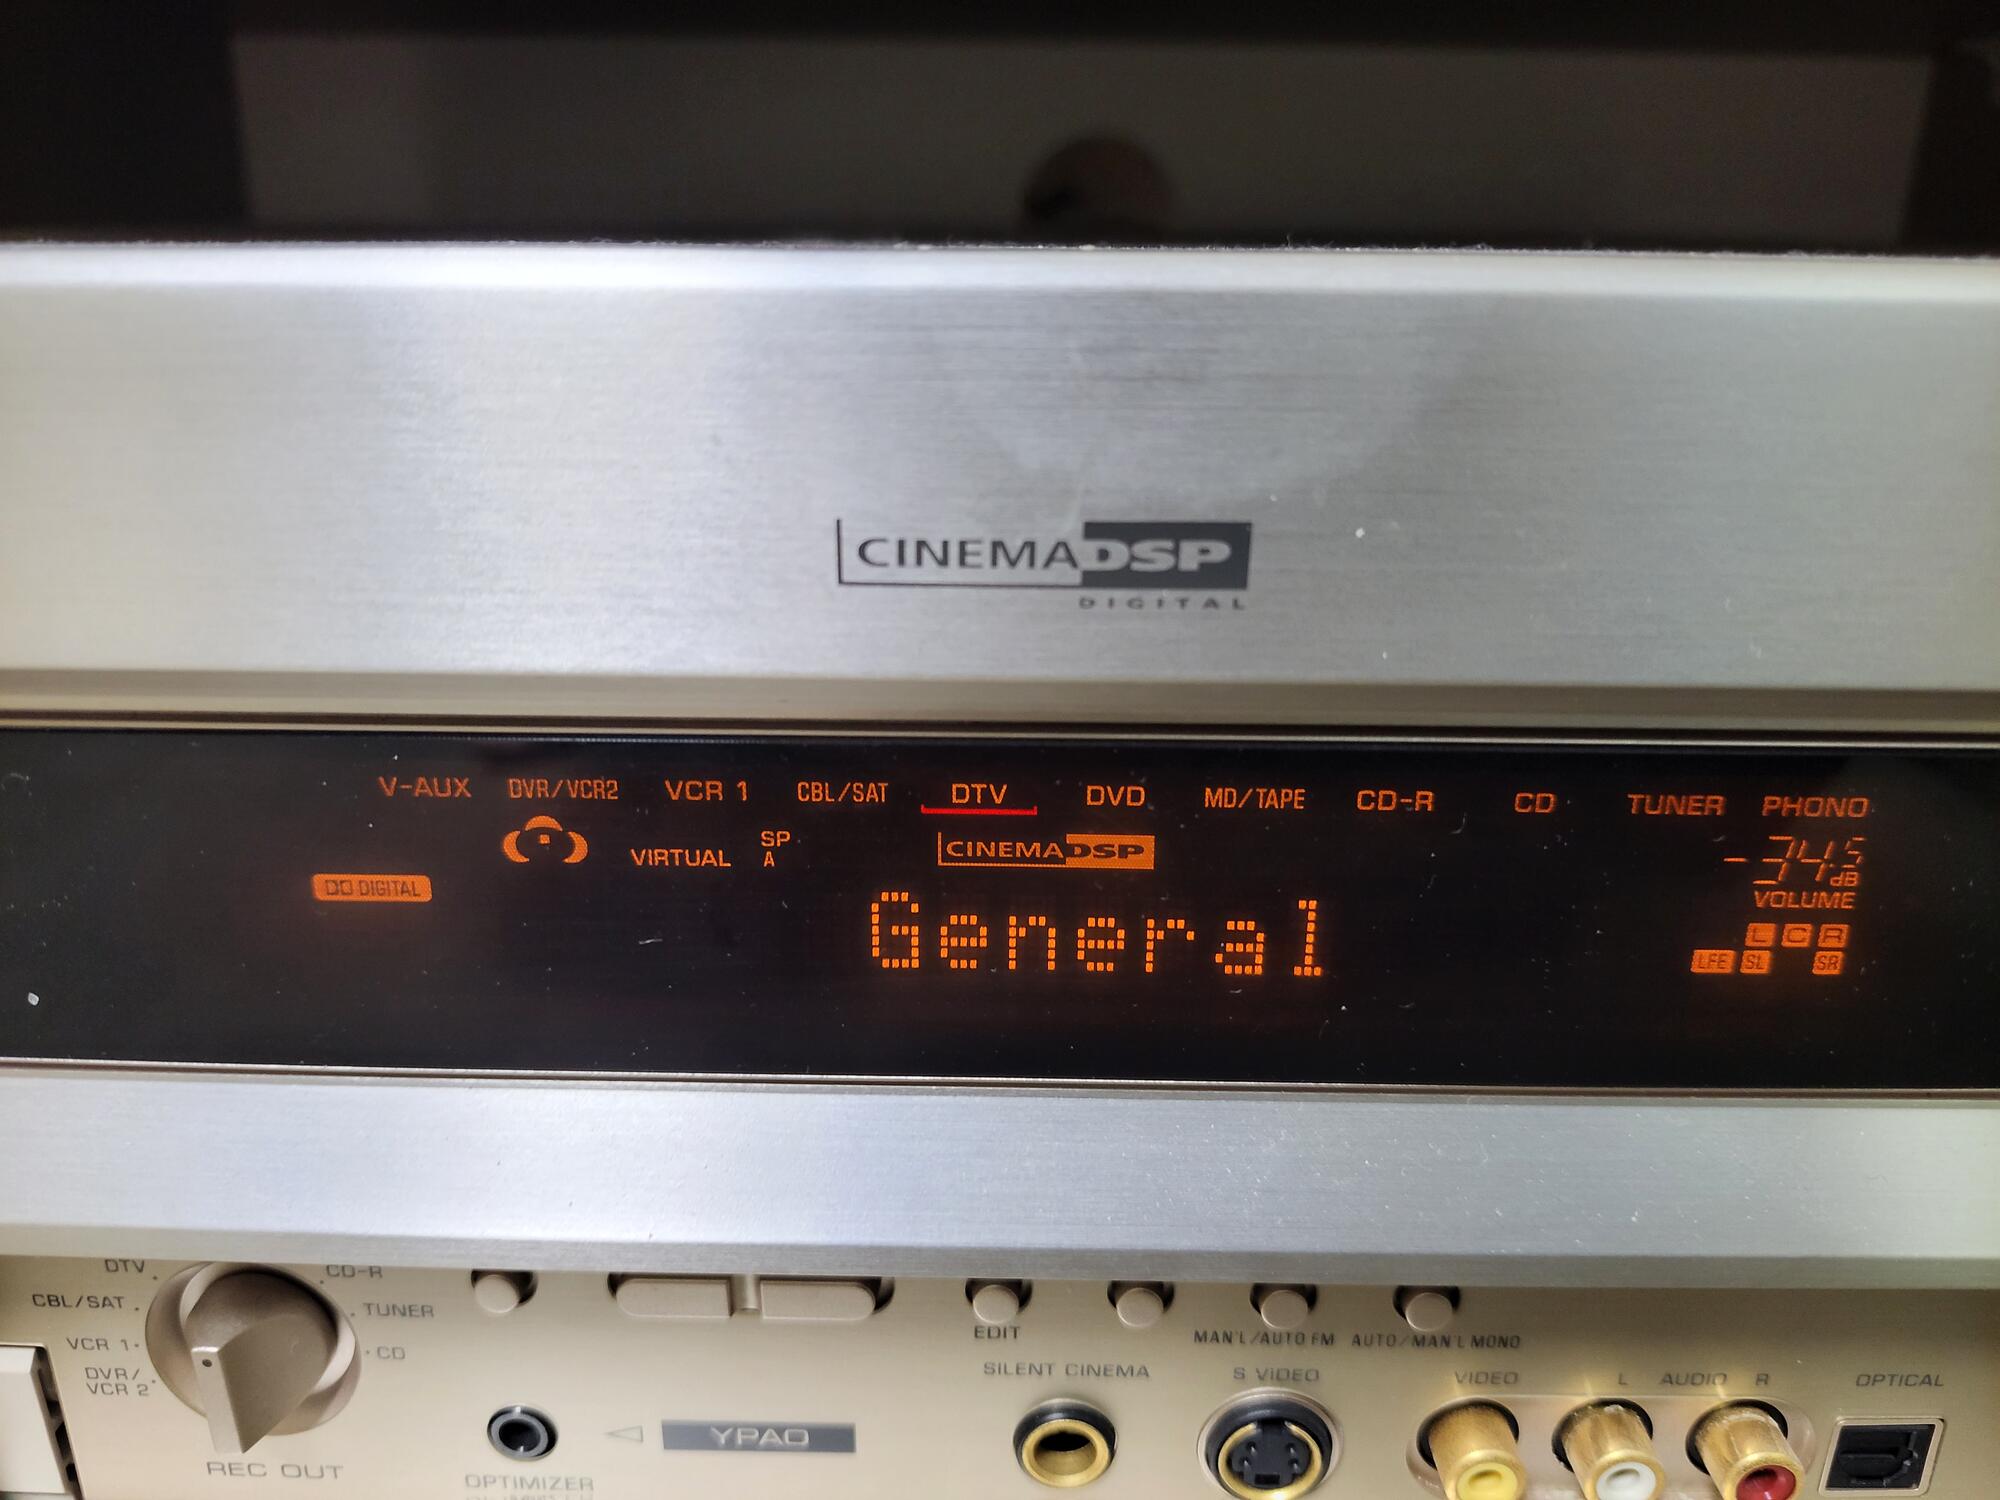 CINEMA DSP
DIGITAL
V-AUX DVR/VCR2 VCR 1 CBL/SAT DTV DVD MD/TAPE CD-R CD TUNER PHONO
VIRTUAL SP A CINEMA DSP -34.5 dB
DIGITAL VOLUME
General L C R
LFE SL SR
DTV CD-R
CBL/SAT TUNER
VCR 1 CD
DVR/VCR 2
REC OUT
EDIT MAN'L/AUTO FM AUTO/MAN'L MONO
SILENT CINEMA S VIDEO VIDEO L AUDIO R OPTICAL
YPAO
OPTIMIZER